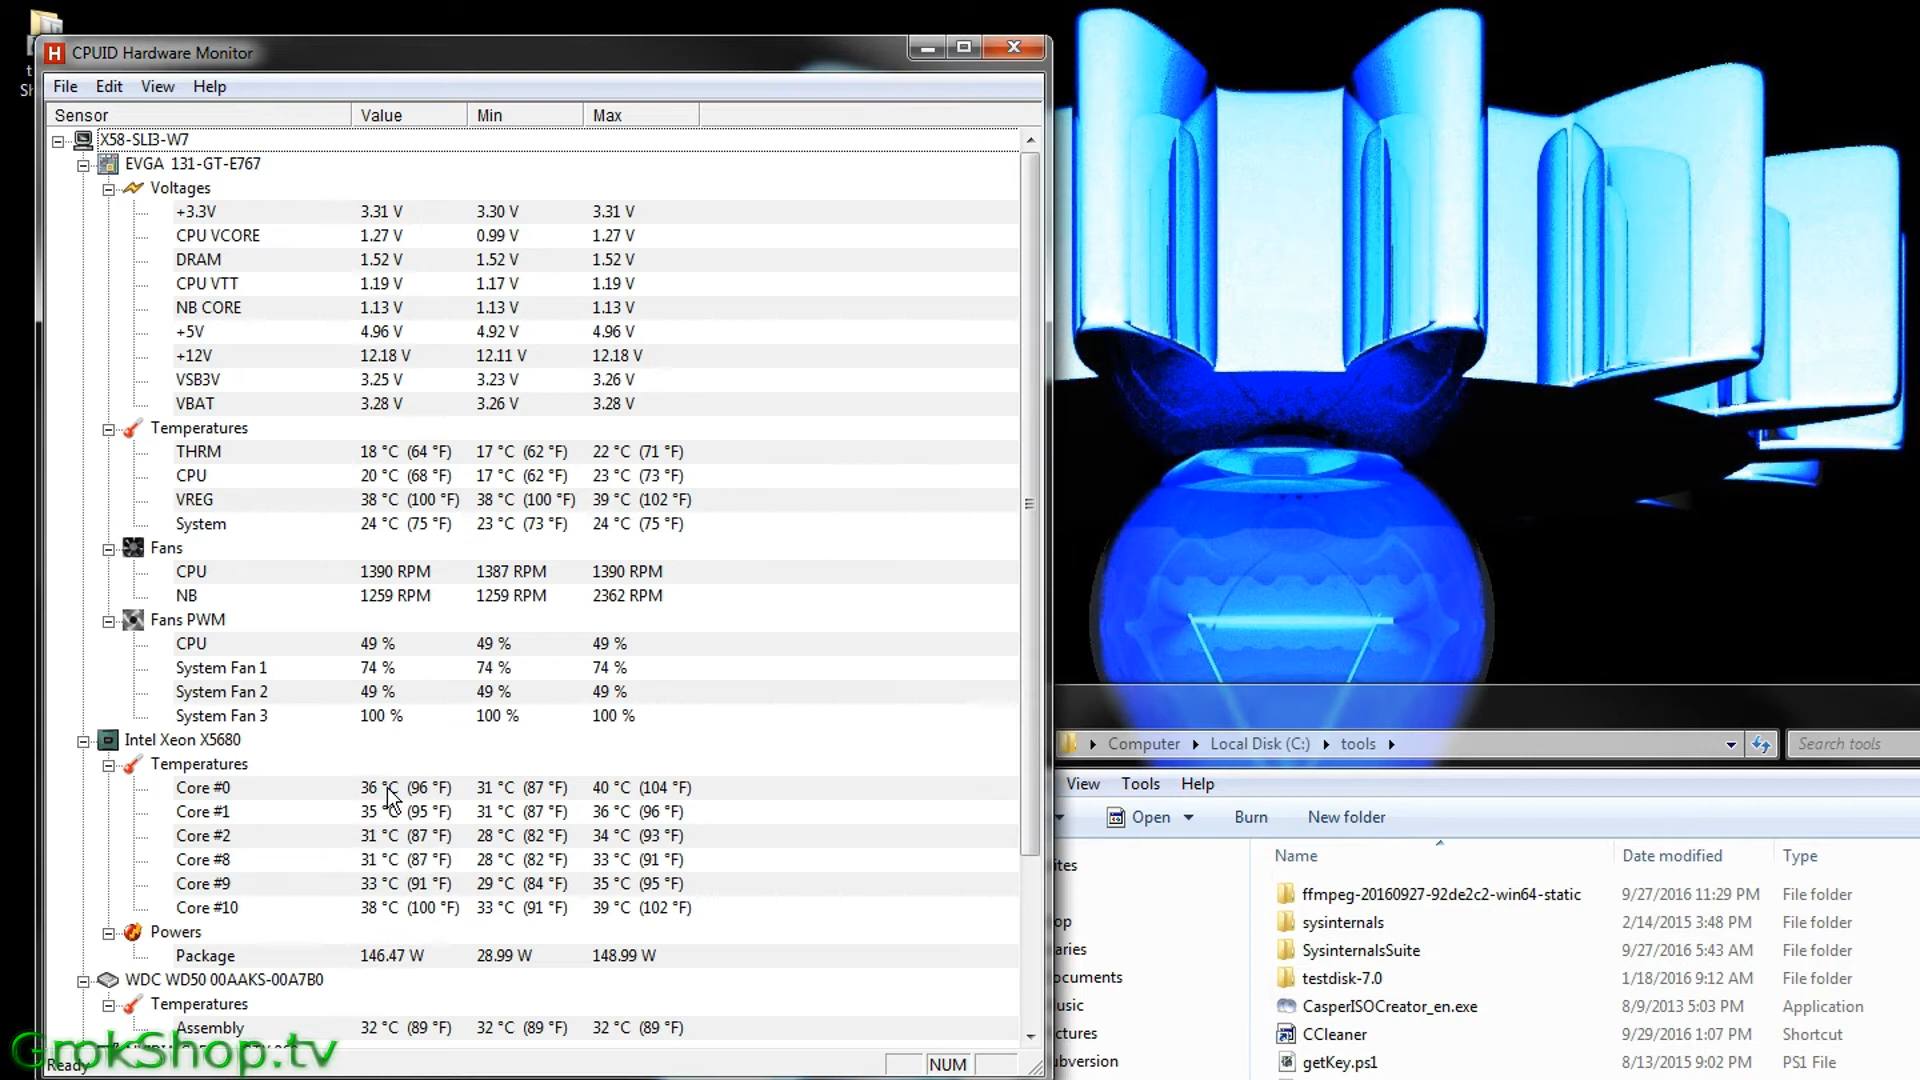 CPUID Hardware Monitor
File Edit View Help
Sensor Value Min Max
X58-SLI3-W7
EVGA 131-GT-E767
Voltages
+3.3V 3.31 V 3.30 V 3.31 V
CPU VCORE 1.27 V 0.99 V 1.27 V
DRAM 1.52 V 1.52 V 1.52 V
CPU VTT 1.19 V 1.17 V 1.19 V
NB CORE 1.13 V 1.13 V 1.13 V
+5V 4.96 V 4.92 V 4.96 V
+12V 12.18 V 12.11 V 12.18 V
VSB3V 3.25 V 3.23 V 3.26 V
VBAT 3.28 V 3.26 V 3.28 V
Temperatures
THRM 18 °C (64 °F) 17 °C (62 °F) 22 °C (71 °F)
CPU 20 °C (68 °F) 17 °C (62 °F) 23 °C (73 °F)
VREG 38 °C (100 °F) 38 °C (100 °F) 39 °C (102 °F)
System 24 °C (75 °F) 23 °C (73 °F) 24 °C (75 °F)
Fans
CPU 1390 RPM 1387 RPM 1390 RPM
NB 1259 RPM 1259 RPM 2362 RPM
Fans PWM
CPU 49 % 49 % 49 %
System Fan 1 74 % 74 % 74 %
System Fan 2 49 % 49 % 49 %
System Fan 3 100 % 100 % 100 %
Intel Xeon X5680
Temperatures
Core #0 36 °C (96 °F) 31 °C (87 °F) 40 °C (104 °F)
Core #1 35 °C (95 °F) 31 °C (87 °F) 36 °C (96 °F)
Core #2 31 °C (87 °F) 28 °C (82 °F) 34 °C (93 °F)
Core #8 31 °C (87 °F) 28 °C (82 °F) 33 °C (91 °F)
Core #9 33 °C (91 °F) 29 °C (84 °F) 35 °C (95 °F)
Core #10 38 °C (100 °F) 33 °C (91 °F) 39 °C (102 °F)
Powers
Package 146.47 W 28.99 W 148.99 W
WDC WD50 00AAKS-00A7B0
Temperatures
Assembly 32 °C (89 °F) 32 °C (89 °F) 32 °C (89 °F)
GrokShop.tv
Ready NUM
Computer Local Disk (C:) tools Search tools
View Tools Help
Open Burn New folder
ites
op
aries
ocuments
usic
ctures
ubversion
Name Date modified Type
ffmpeg-20160927-92de2c2-win64-static 9/27/2016 11:29 PM File folder
sysinternals 2/14/2015 3:48 PM File folder
SysinternalsSuite 9/27/2016 5:43 AM File folder
testdisk-7.0 1/18/2016 9:12 AM File folder
CasperISOCreator_en.exe 8/9/2013 5:03 PM Application
CCleaner 9/29/2016 1:07 PM Shortcut
getKey.ps1 8/13/2015 9:02 PM PS1 File